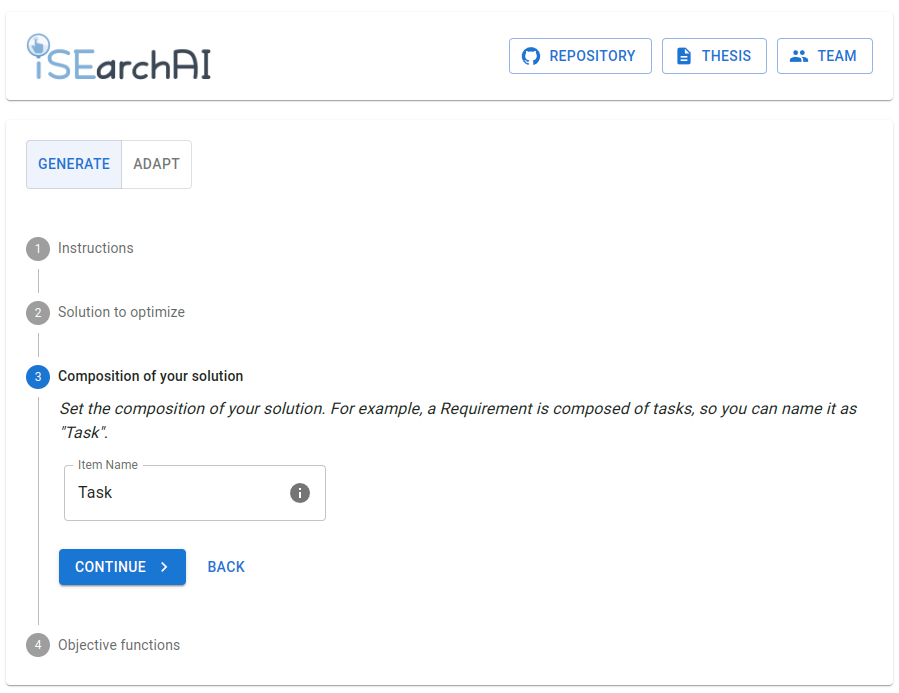 iSEarchAI
REPOSITORY
THESIS
TEAM
GENERATE
ADAPT
1 Instructions
2 Solution to optimize
3 Composition of your solution
Set the composition of your solution. For example, a Requirement is composed of tasks, so you can name it as
"Task".
Item Name
Task
CONTINUE
BACK
4 Objective functions